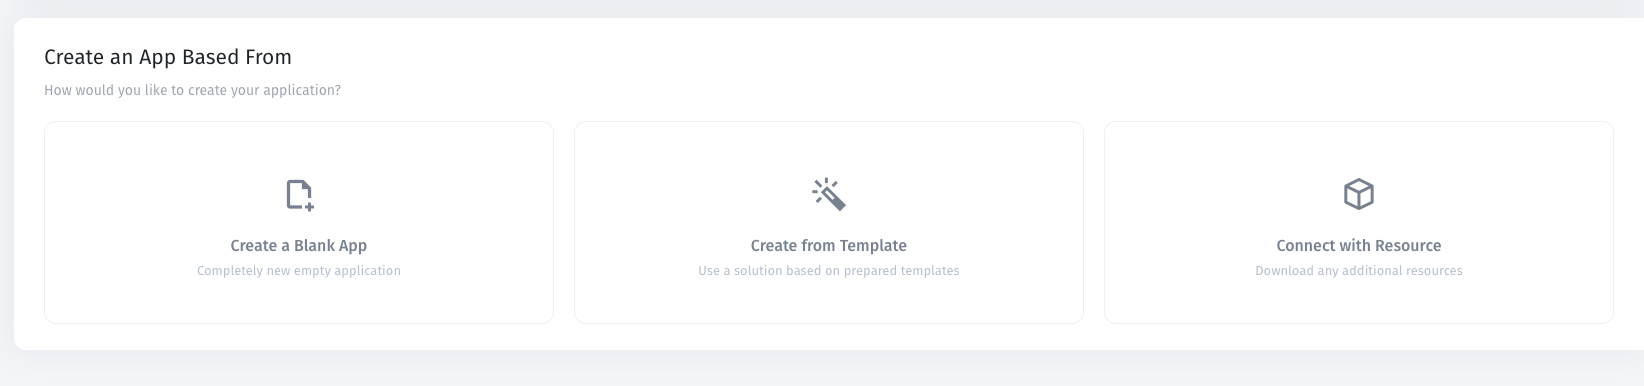 Create an App Based From
How would you like to create your application?
Create a Blank App
Completely new empty application
Create from Template
Use a solution based on prepared templates
Connect with Resource
Download any additional resources